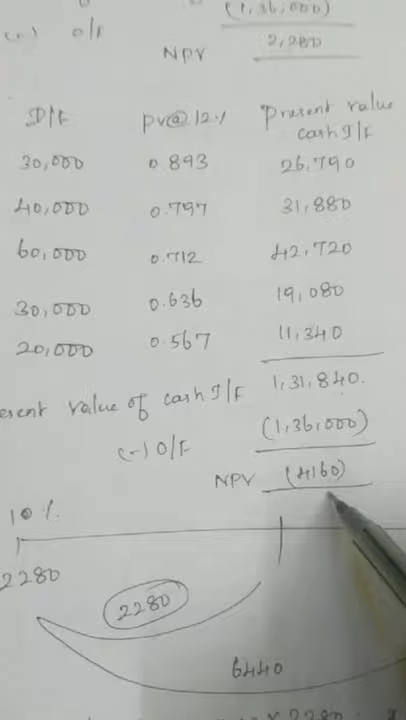 (1,36,000)
(-) O/F
NPV 2,280
I/F PV@12% Present value cash I/F
30,000 0.893 26,790
40,000 0.797 31,880
60,000 0.712 42,720
30,000 0.636 19,080
20,000 0.567 11,340
esent value of cash I/F 1,31,840.
(-) O/F (1,36,000)
NPV (4160)
10%
2280
2280
6440
× 2280